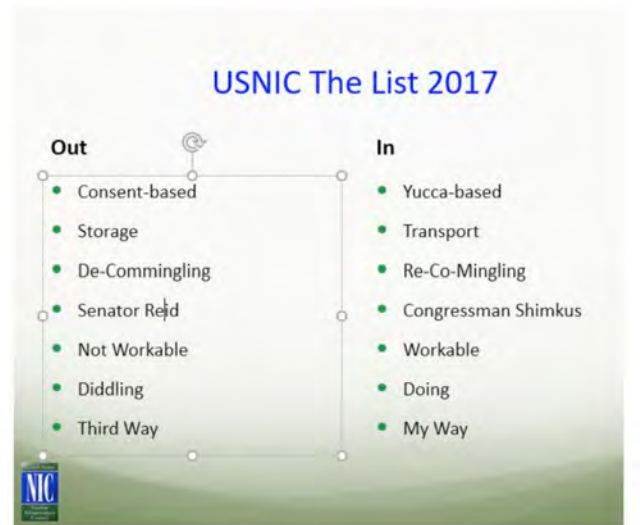 USNIC The List 2017
Out
Consent-based
Storage
De-Commingling
Senator Reid
Not Workable
Diddling
Third Way
In
Yucca-based
Transport
Re-Co-Mingling
Congressman Shimkus
Workable
Doing
My Way
NIC